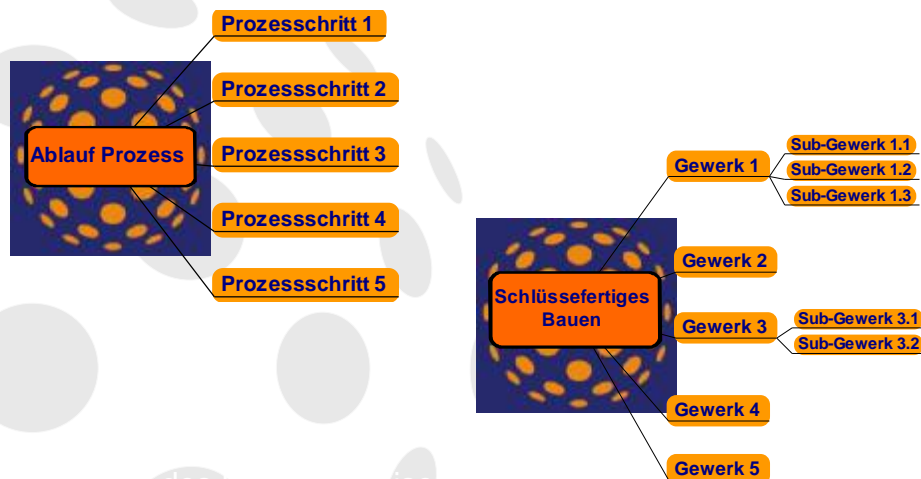 Prozesschritt 1
Prozessschritt 2
Ablauf Prozess
Prozessschritt 3
Prozessschritt 4
Prozessschritt 5
Sub-Gewerk 1.1
Gewerk 1
Sub-Gewerk 1.2
Sub-Gewerk 1.3
Gewerk 2
Schlüssefertiges
Bauen
Gewerk 3
Sub-Gewerk 3.1
Sub-Gewerk 3.2
Gewerk 4
Gewerk 5